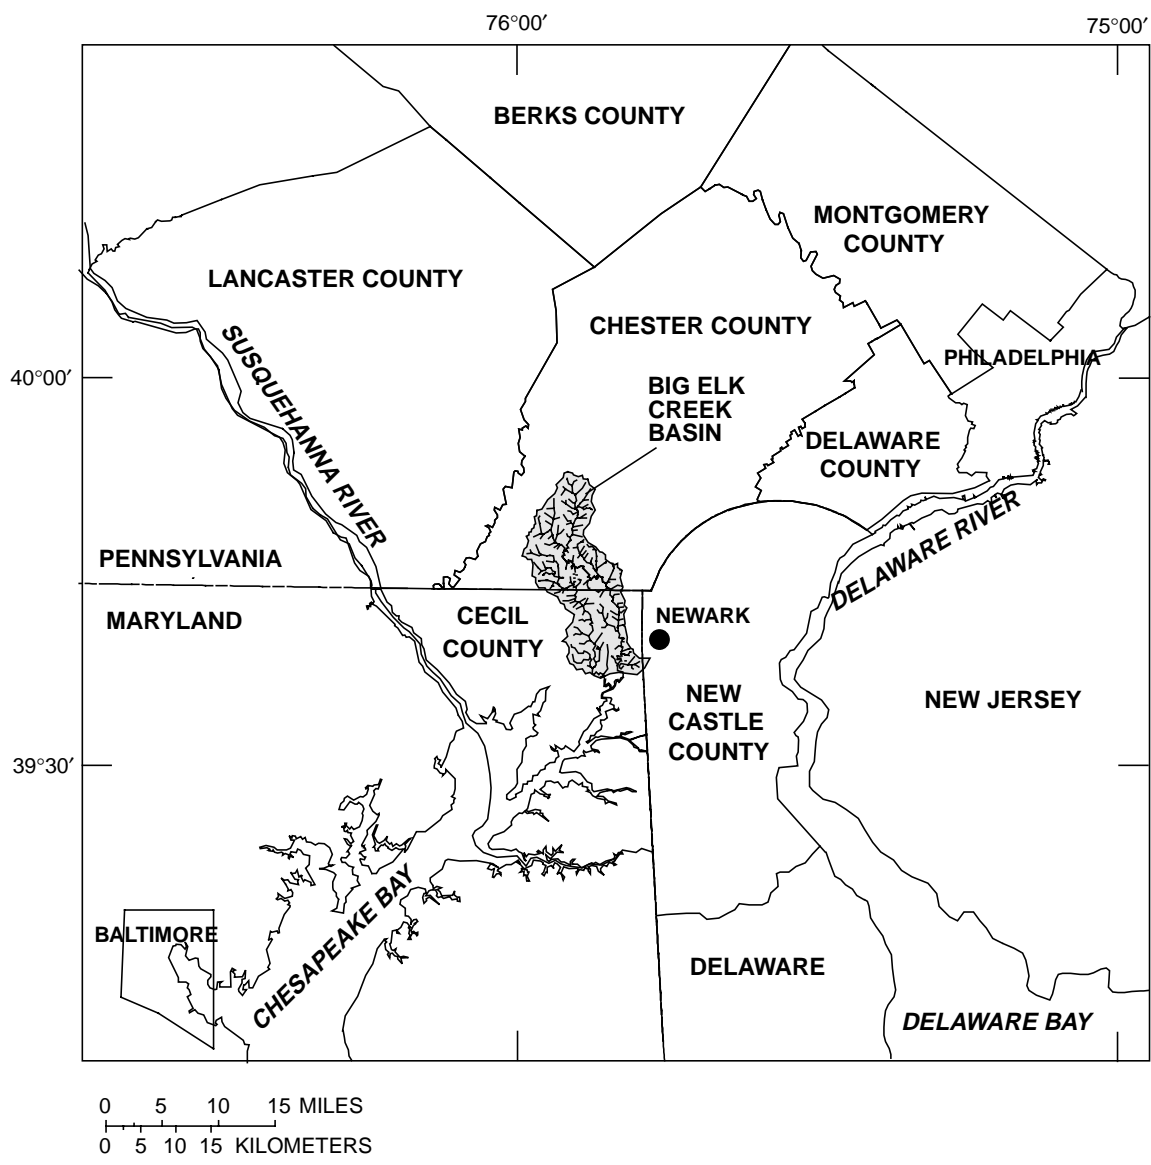 76°00′
75°00′
BERKS COUNTY
MONTGOMERY
COUNTY
LANCASTER COUNTY
CHESTER COUNTY
SUSQUEHANNA RIVER
PHILADELPHIA
40°00′
BIG ELK
CREEK
BASIN
DELAWARE
COUNTY
DELAWARE RIVER
PENNSYLVANIA
MARYLAND
CECIL
COUNTY
NEWARK
NEW
CASTLE
COUNTY
NEW JERSEY
39°30′
CHESAPEAKE BAY
BALTIMORE
DELAWARE
DELAWARE BAY
0 5 10 15 MILES
0 5 10 15 KILOMETERS